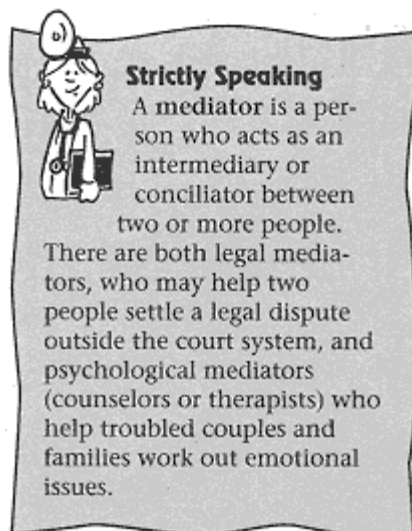 Strictly Speaking
A mediator is a per-
son who acts as an
intermediary or
conciliator between
two or more people.
There are both legal media-
tors, who may help two
people settle a legal dispute
outside the court system, and
psychological mediators
(counselors or therapists) who
help troubled couples and
families work out emotional
issues.